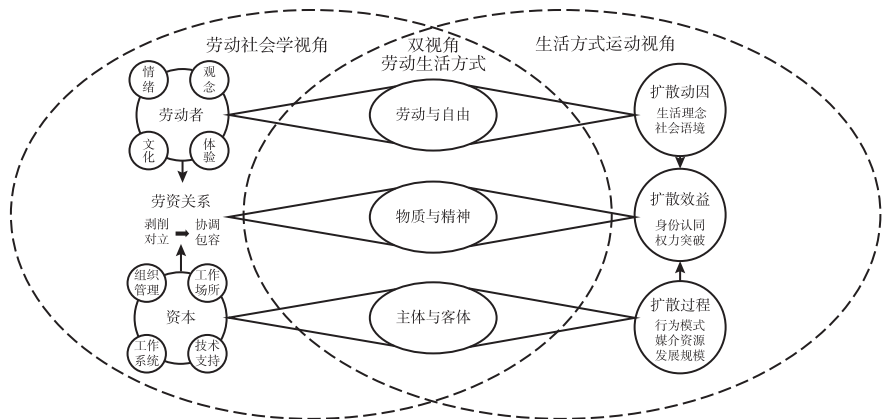 劳动社会学视角
双视角
劳动生活方式
生活方式运动视角
情
绪
观
念
劳动者
文
化
体
验
劳资关系
剥削
对立
协调
包容
组织
管理
工作
场所
资本
工作
系统
技术
支持
劳动与自由
物质与精神
主体与客体
扩散动因
生活理念
社会语境
扩散效益
身份认同
权力突破
扩散过程
行为模式
媒介资源
发展规模